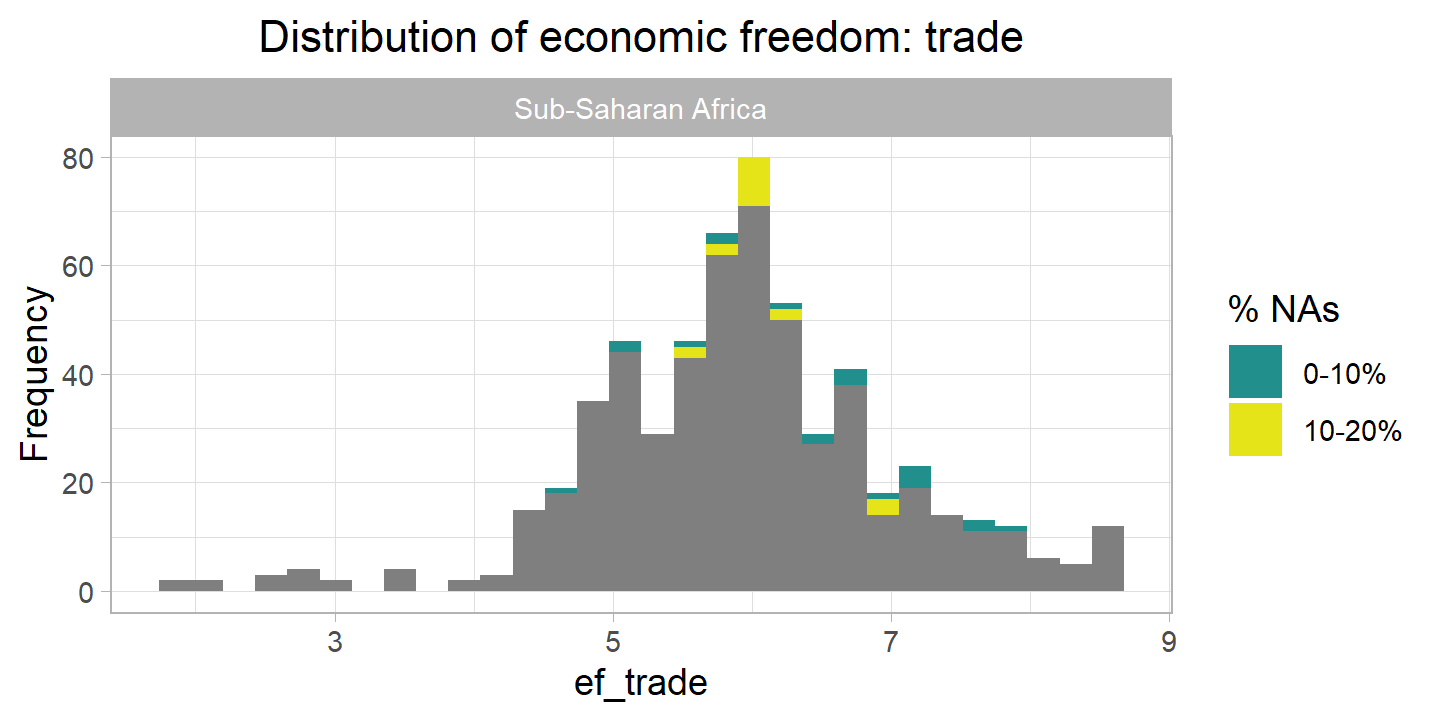 Distribution of economic freedom: trade
Sub-Saharan Africa
80
60
40
20
0
Frequency
3
5
7
9
ef_trade
% NAs
0-10%
10-20%